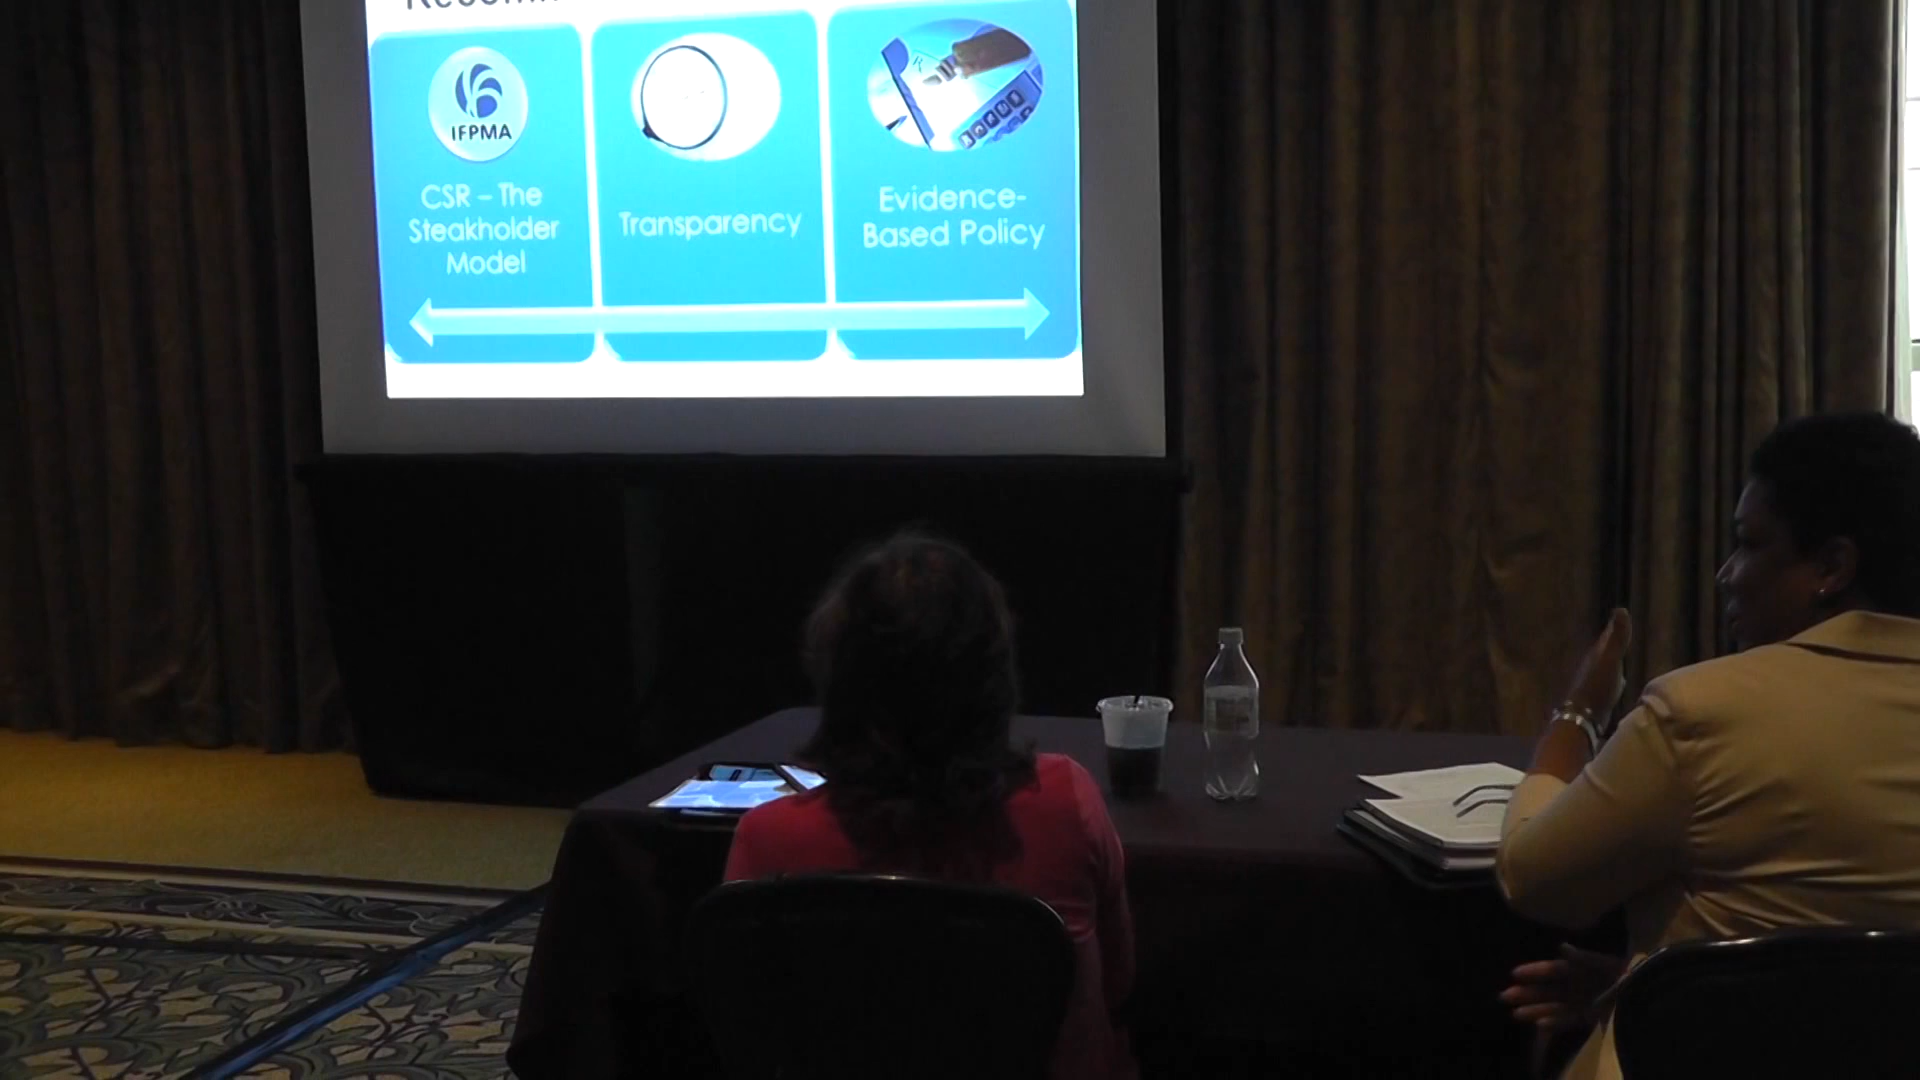 IFPMA
CSR – The
Steakholder
Model
Transparency
Evidence-
Based Policy